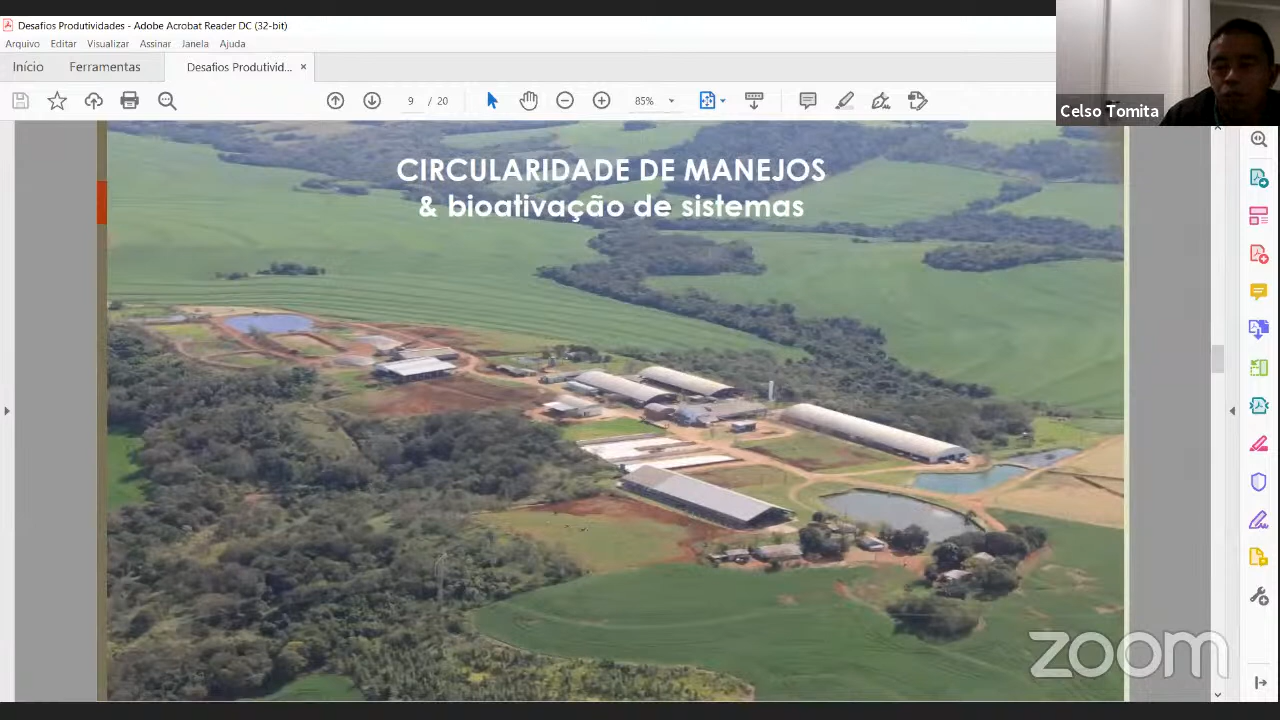 Desafios Produtividades - Adobe Acrobat Reader DC (32-bit)
Arquivo Editar Visualizar Assinar Janela Ajuda
Início Ferramentas Desafios Produtivid... ×
9 / 20 85%
Celso Tomita
CIRCULARIDADE DE MANEJOS
& bioativação de sistemas
zoom